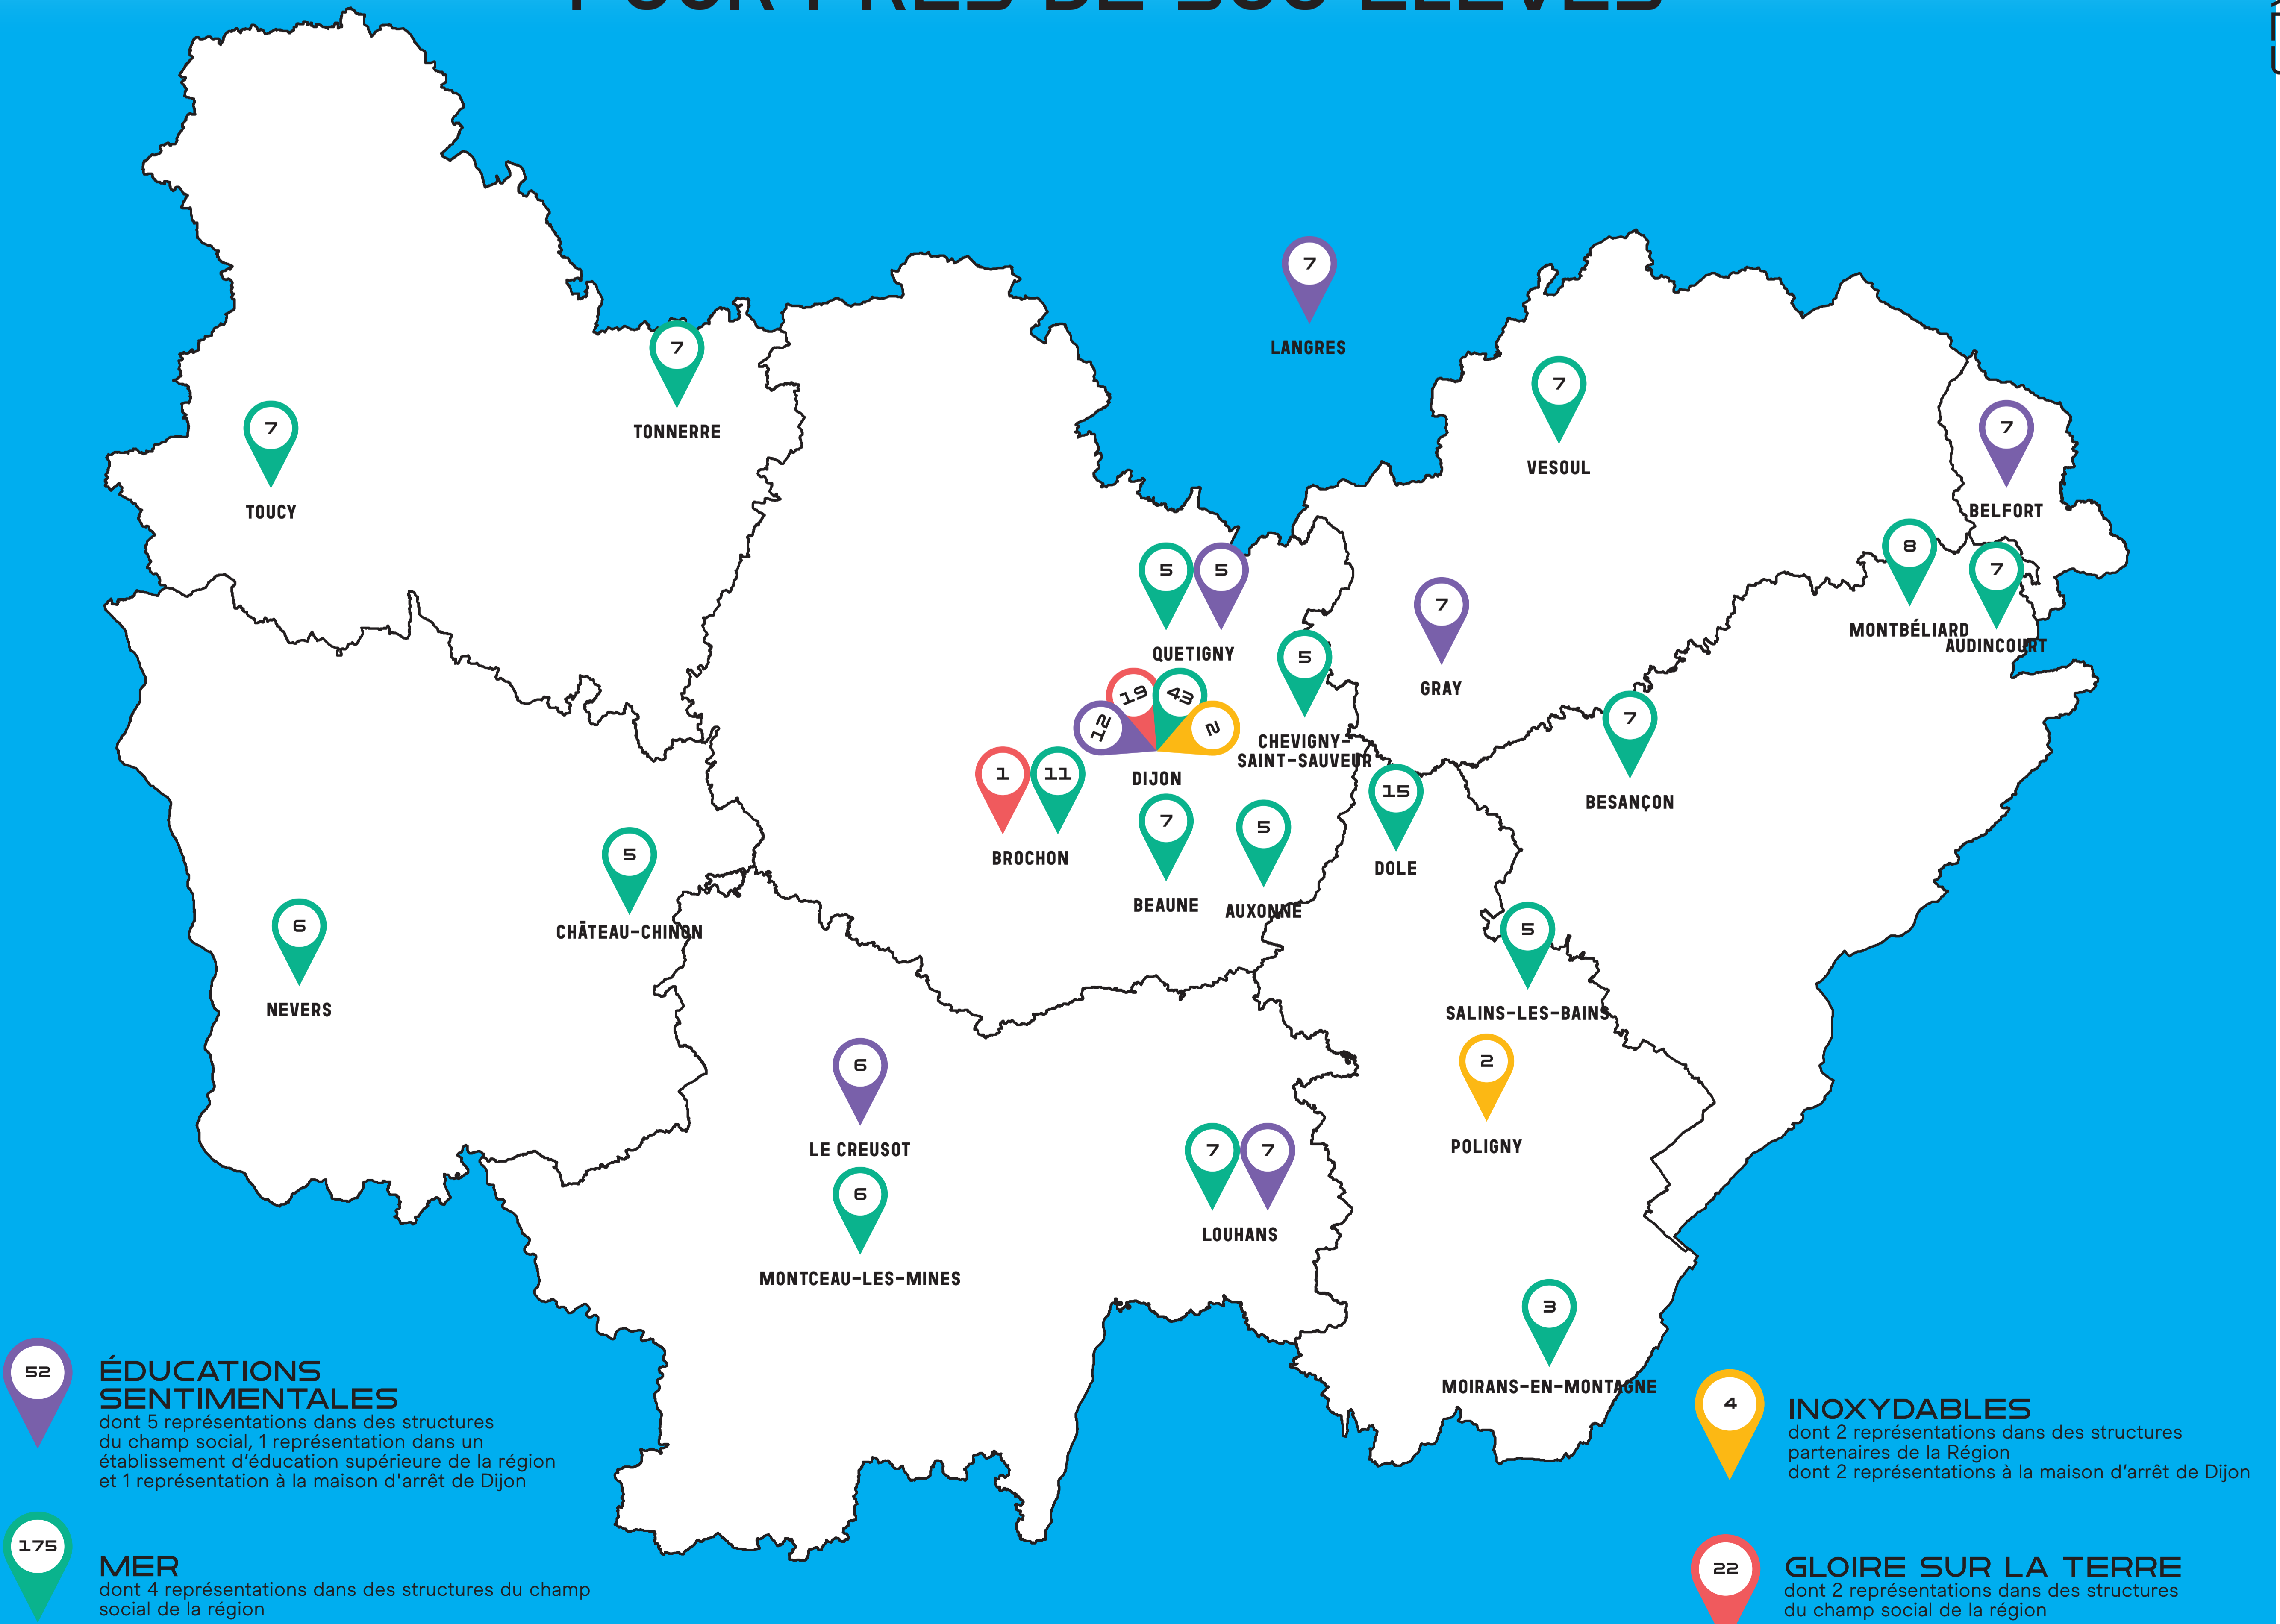 POUR PRÈS DE 300 ÉLÈVES
7
LANGRES
7
TONNERRE
7
VESOUL
7
TOUCY
7
BELFORT
8
MONTBÉLIARD
7
AUDINCOURT
5 5
QUETIGNY
7
GRAY
5
CHEVIGNY-
SAINT-SAUVEUR
12 19 43 2
DIJON
7
BESANÇON
1 11
BROCHON
15
DOLE
7
BEAUNE
5
AUXONNE
5
CHÂTEAU-CHINON
6
NEVERS
5
SALINS-LES-BAINS
6
LE CREUSOT
2
POLIGNY
7 7
LOUHANS
6
MONTCEAU-LES-MINES
3
MOIRANS-EN-MONTAGNE
52
ÉDUCATIONS
SENTIMENTALES
dont 5 représentations dans des structures
du champ social, 1 représentation dans un
établissement d'éducation supérieure de la région
et 1 représentation à la maison d'arrêt de Dijon
175
MER
dont 4 représentations dans des structures du champ
social de la région
4
INOXYDABLES
dont 2 représentations dans des structures
partenaires de la Région
dont 2 représentations à la maison d'arrêt de Dijon
22
GLOIRE SUR LA TERRE
dont 2 représentations dans des structures
du champ social de la région